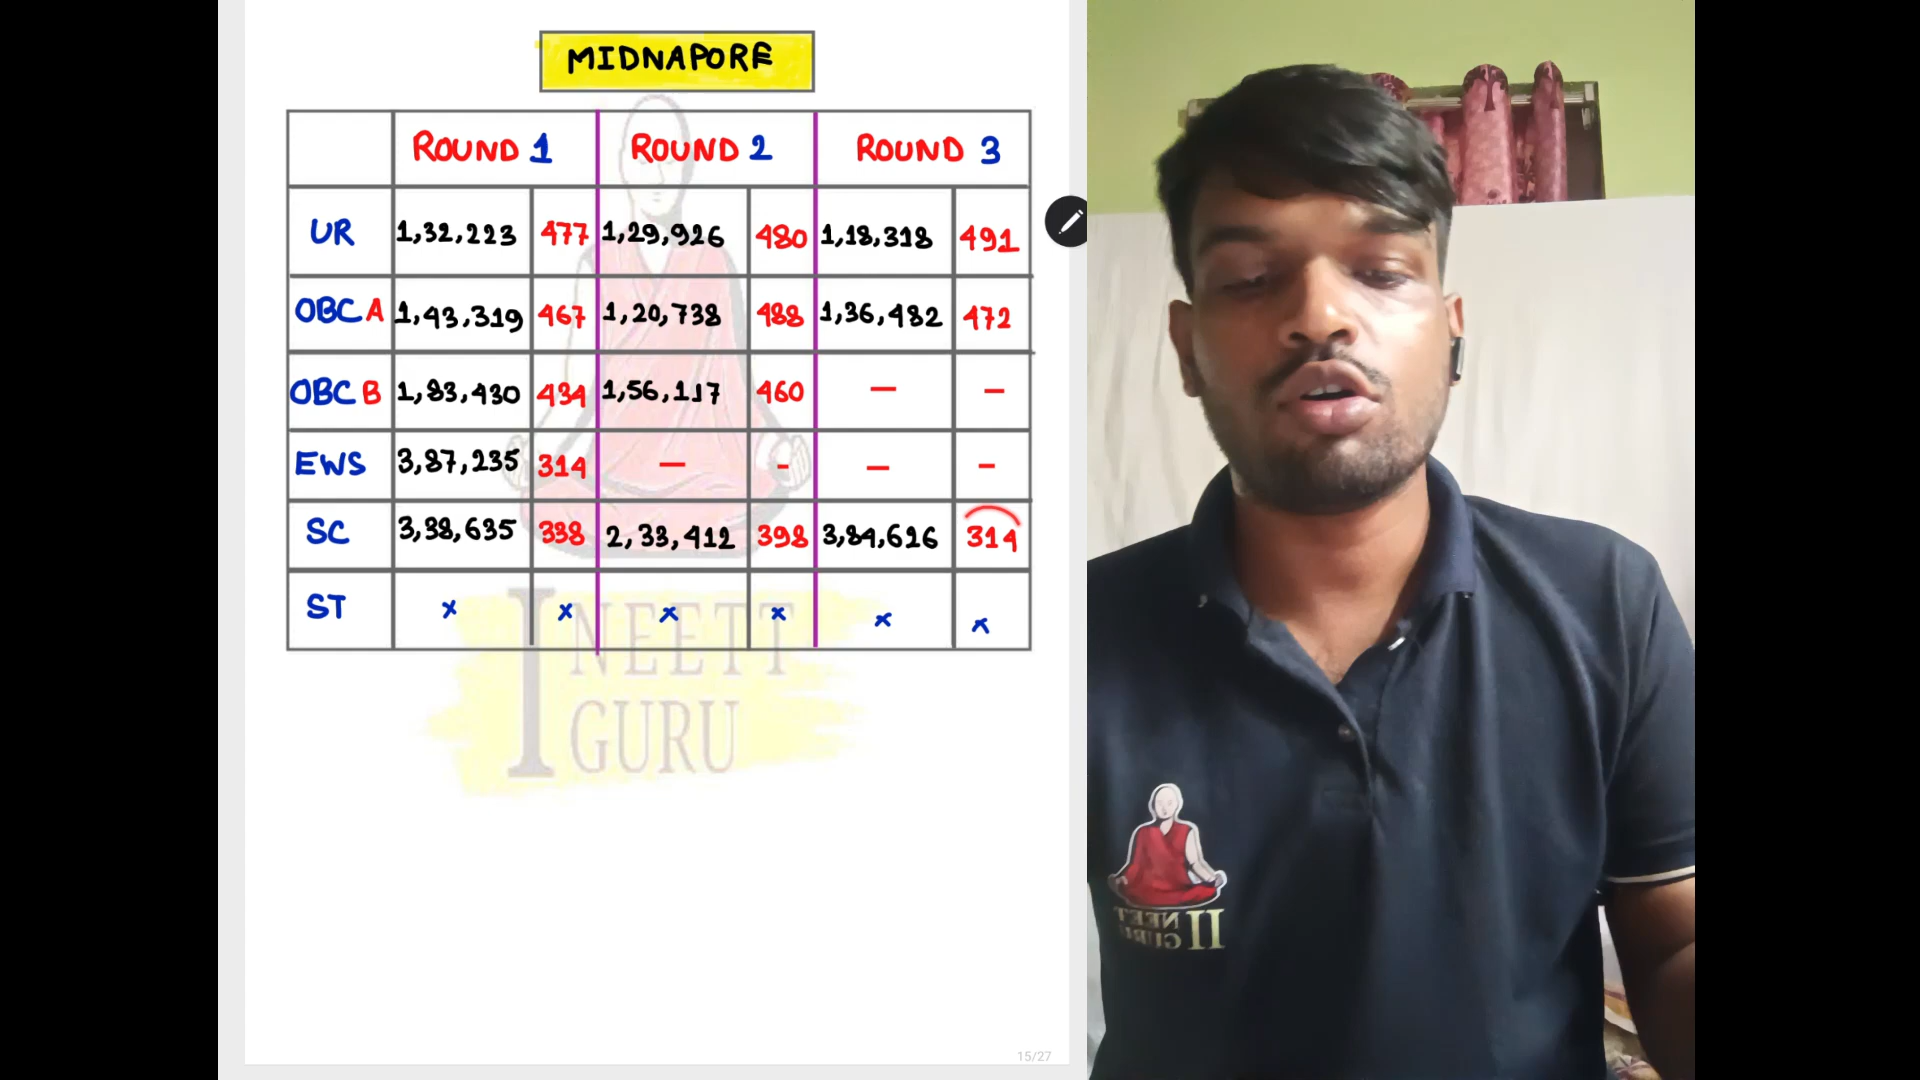 MIDNAPORE
ROUND 1 ROUND 2 ROUND 3
UR 1,32,223 477 1,29,926 480 1,18,318 491
OBC A 1,43,319 467 1,20,738 488 1,36,482 472
OBC B 1,83,430 434 1,56,117 460 — –
EWS 3,87,235 314 — - – –
SC 3,38,635 338 2,33,412 398 3,84,626 314
ST x x x x x x
I NEETT
GURU
15/27
II NEET
GURU